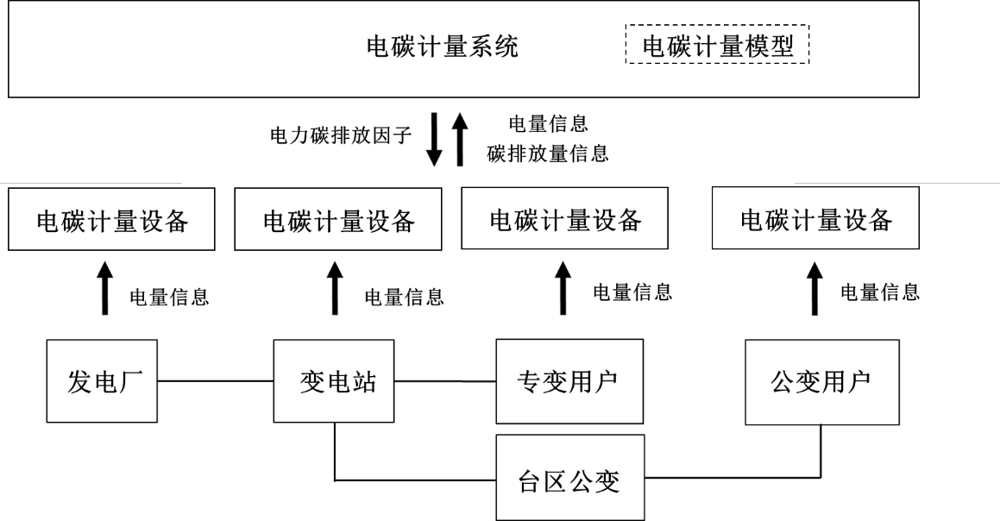 电碳计量系统
电碳计量模型
电力碳排放因子
电量信息
碳排放量信息
电碳计量设备
电碳计量设备
电碳计量设备
电碳计量设备
电量信息
电量信息
电量信息
电量信息
发电厂
变电站
专变用户
公变用户
台区公变